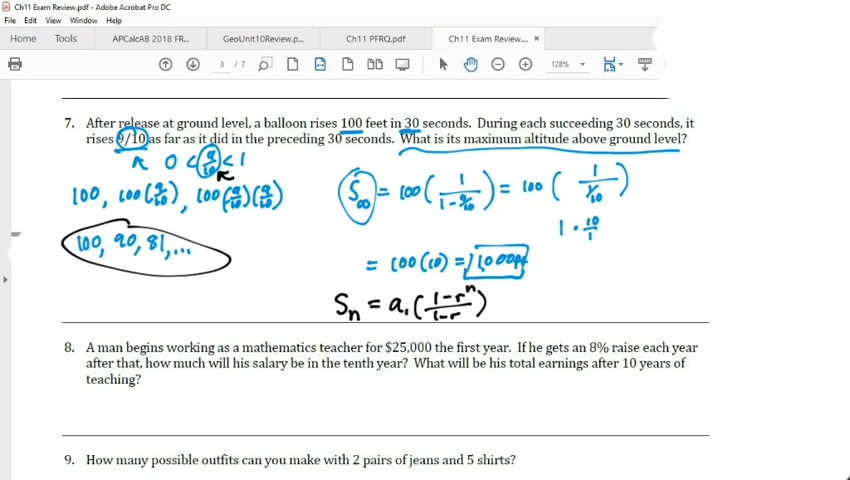 Ch11 Exam Review.pdf - Adobe Acrobat Pro DC
File Edit View Window Help
Home Tools APCalcAB 2018 FR... GeoUnit10Review.p... Ch11 PFRQ.pdf Ch11 Exam Review.... ×
3 / 7 128%
7. After release at ground level, a balloon rises 100 feet in 30 seconds. During each succeeding 30 seconds, it
rises 9/10 as far as it did in the preceding 30 seconds. What is its maximum altitude above ground level?
0 < 9/10 < 1
100, 100(9/10), 100(9/10)(9/10)
S∞ = 100(1/(1-9/10)) = 100(1/(1/10))
1 · 10/1
100, 90, 81, ...
= 100(10) = 1,000ft
Sₙ = a₁((1-rⁿ)/(1-r))
8. A man begins working as a mathematics teacher for $25,000 the first year. If he gets an 8% raise each year
after that, how much will his salary be in the tenth year? What will be his total earnings after 10 years of
teaching?
9. How many possible outfits can you make with 2 pairs of jeans and 5 shirts?